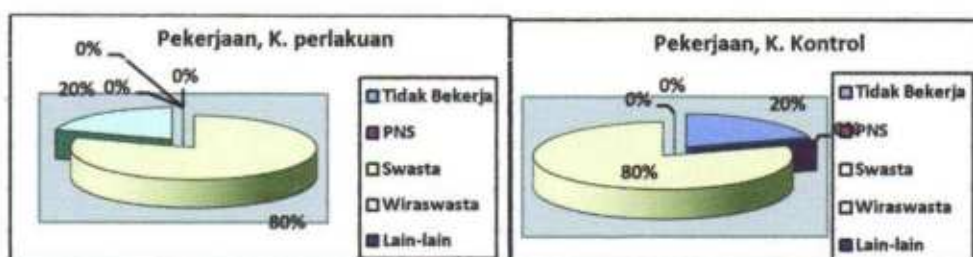 Pekerjaan, K. perlakuan
0%
0%
20%
0%
80%
Tidak Bekerja
PNS
Swasta
Wiraswasta
Lain-lain
Pekerjaan, K. Kontrol
0%
0%
20%
80%
Tidak Bekerja
PNS
Swasta
Wiraswasta
Lain-lain